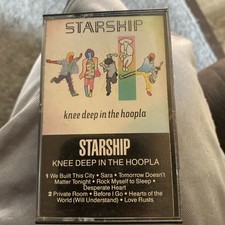 STARSHIP
knee deep in the hoopla
STARSHIP
KNEE DEEP IN THE HOOPLA
1 We Built This City • Sara • Tomorrow Doesn't
Matter Tonight • Rock Myself to Sleep •
Desperate Heart
2 Private Room • Before I Go • Hearts of the
World (Will Understand) • Love Rusts